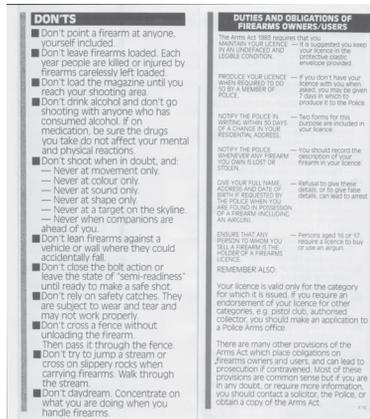 DON'TS
■ Don't point a firearm at anyone,
yourself included.
■ Don't leave firearms loaded. Each
year people are killed or injured by
firearms carelessly left loaded.
■ Don't load the magazine until you
reach your shooting area.
■ Don't drink alcohol and don't go
shooting with anyone who has
consumed alcohol. If on
medication, be sure the drugs
you take do not affect your mental
and physical reactions.
■ Don't shoot when in doubt, and:
— Never at movement only.
— Never at colour only.
— Never at sound only.
— Never at shape only.
— Never at a target on the skyline.
— Never when companions are
ahead of you.
■ Don't lean firearms against a
vehicle or wall where they could
accidentally fall.
■ Don't close the bolt action or
leave the state of "semi-readiness"
until ready to make a safe shot.
■ Don't rely on safety catches. They
are subject to wear and tear and
may not work properly.
■ Don't cross a fence without
unloading the firearm.
Then pass it through the fence.
■ Don't try to jump a stream or
cross on slippery rocks when
carrying firearms. Walk through
the stream.
■ Don't daydream. Concentrate on
what you are doing when you
handle firearms.
DUTIES AND OBLIGATIONS OF
FIREARMS OWNERS/USERS
The Arms Act 1983 requires that you
MAINTAIN YOUR LICENCE — It is suggested you keep
IN AN UNDEFACED AND your licence in the
LEGIBLE CONDITION. protective plastic
envelope provided.
PRODUCE YOUR LICENCE — If you don't have your
WHEN REQUIRED TO DO licence with you when
SO BY A MEMBER OF asked, you may be given
POLICE. 7 days in which to
produce it to the Police.
NOTIFY THE POLICE IN — Two forms for this
WRITING WITHIN 30 DAYS purpose are included in
OF A CHANGE IN YOUR your licence.
RESIDENTIAL ADDRESS.
NOTIFY THE POLICE — You should record the
WHENEVER ANY FIREARM description of your
YOU OWN IS LOST OR firearm in your licence.
STOLEN.
GIVE YOUR FULL NAME, — Refusal to give these
ADDRESS AND DATE OF details, or to give false
BIRTH IF REQUESTED BY details, can lead to arrest.
THE POLICE WHEN YOU
ARE FOUND IN POSSESSION
OF A FIREARM (INCLUDING
AN AIRGUN).
ENSURE THAT ANY — Persons aged 16 or 17
PERSON TO WHOM YOU require a licence to buy
SELL A FIREARM IS THE or use an airgun.
HOLDER OF A FIREARMS
LICENCE.
REMEMBER ALSO:
Your licence is valid only for the category
for which it is issued. If you require an
endorsement of your licence for other
categories, e.g. pistol club, authorised
collector, you should make an application to
a Police Arms office.
There are many other provisions of the
Arms Act which place obligations on
firearms owners and users, and can lead to
prosecution if contravened. Most of these
provisions are common sense but if you are
in any doubt, or require more information,
you should contact a solicitor, the Police, or
obtain a copy of the Arms Act.